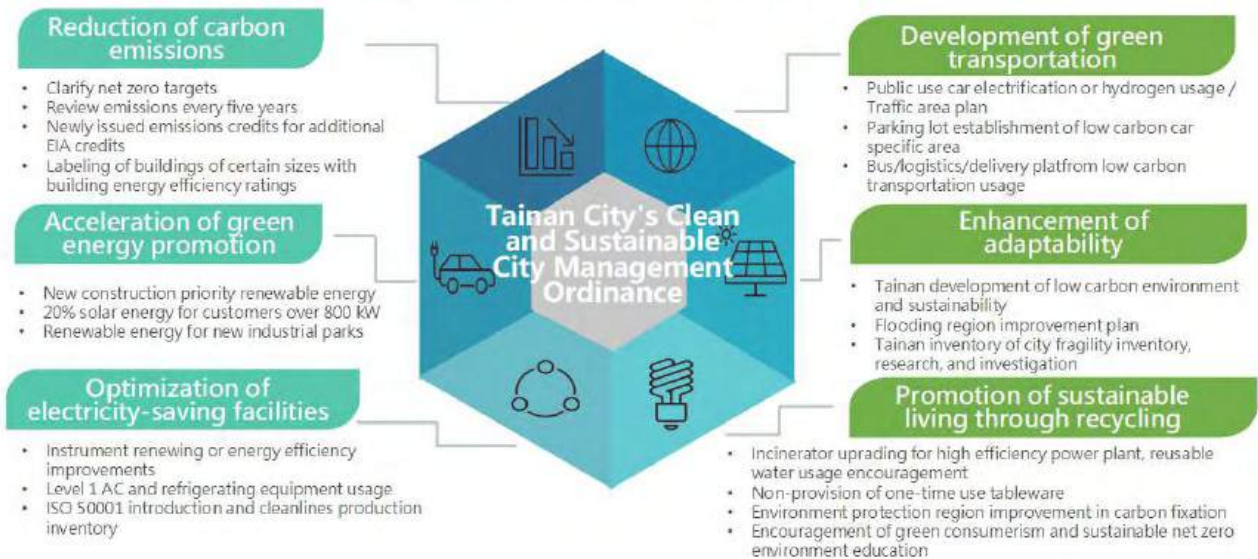 Reduction of carbon
emissions
• Clarify net zero targets
• Review emissions every five years
• Newly issued emissions credits for additional
EIA credits
• Labeling of buildings of certain sizes with
building energy efficiency ratings
Acceleration of green
energy promotion
• New construction priority renewable energy
• 20% solar energy for customers over 800 kW
• Renewable energy for new industrial parks
Optimization of
electricity-saving facilities
• Instrument renewing or energy efficiency
improvements
• Level 1 AC and refrigerating equipment usage
• ISO 50001 introduction and cleanlines production
inventory
Tainan City's Clean
and Sustainable
City Management
Ordinance
Development of green
transportation
• Public use car electrification or hydrogen usage /
Traffic area plan
• Parking lot establishment of low carbon car
specific area
• Bus/logistics/delivery platfrom low carbon
transportation usage
Enhancement of
adaptability
• Tainan development of low carbon environment
and sustainability
• Flooding region improvement plan
• Tainan inventory of city fragility inventory,
research, and investigation
Promotion of sustainable
living through recycling
• Incinerator uprading for high efficiency power plant, reusable
water usage encouragement
• Non-provision of one-time use tableware
• Environment protection region improvement in carbon fixation
• Encouragement of green consumerism and sustainable net zero
environment education